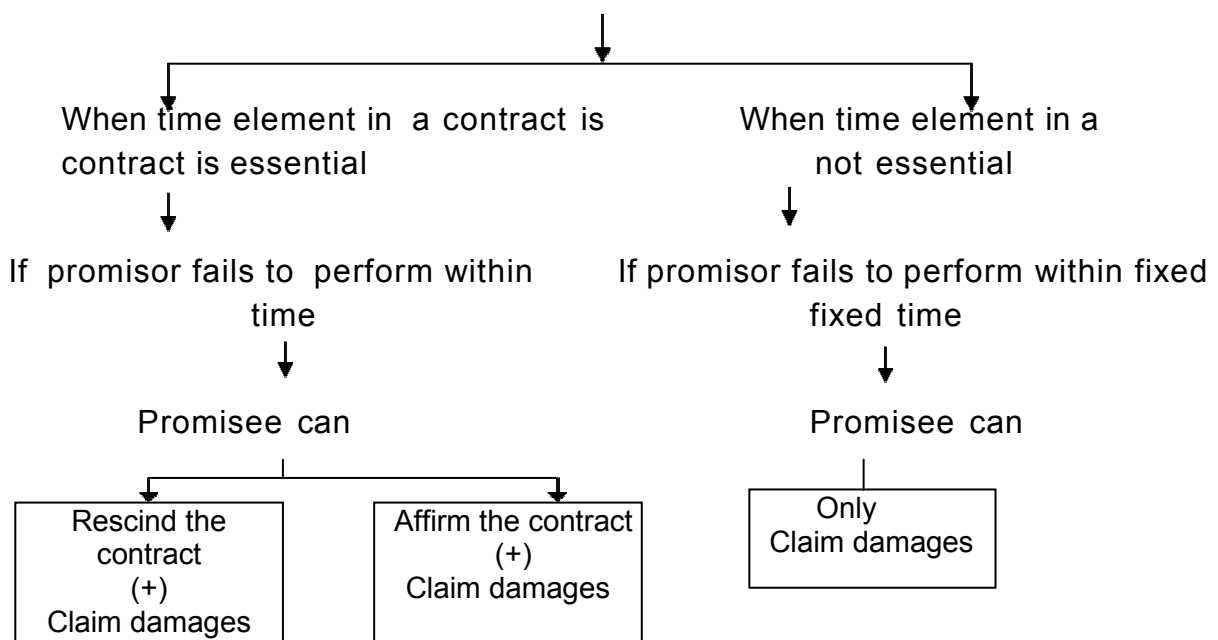 When time element in a contract is
contract is essential
When time element in a
not essential
If promisor fails to perform within
time
If promisor fails to perform within fixed
fixed time
Promisee can
Promisee can
Rescind the
contract
(+)
Claim damages
Affirm the contract
(+)
Claim damages
Only
Claim damages